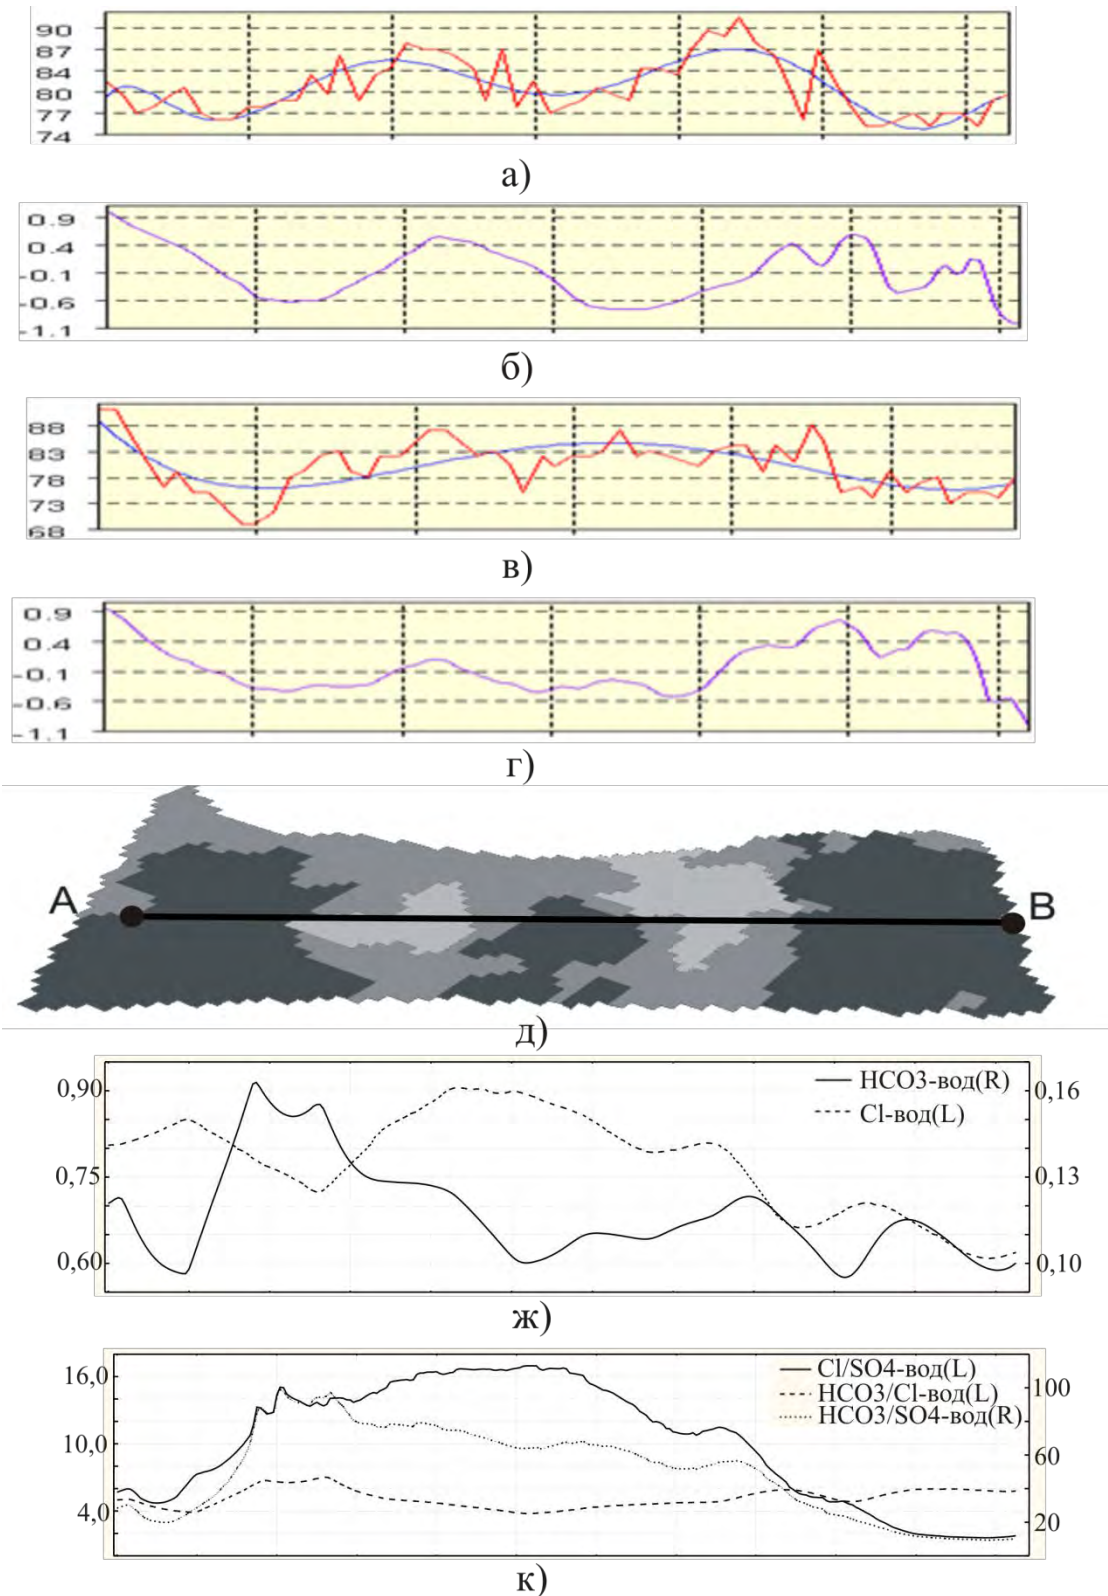 90
87
84
80
77
74
а)
0.9
0.4
-0.1
-0.6
-1.1
б)
88
83
78
73
68
в)
0.9
0.4
-0.1
-0.6
-1.1
г)
A
B
д)
0,90
0,75
0,60
HCO3-вод(R)
Cl-вод(L)
0,16
0,13
0,10
ж)
16,0
10,0
4,0
Cl/SO4-вод(L)
HCO3/Cl-вод(L)
HCO3/SO4-вод(R)
100
60
20
к)